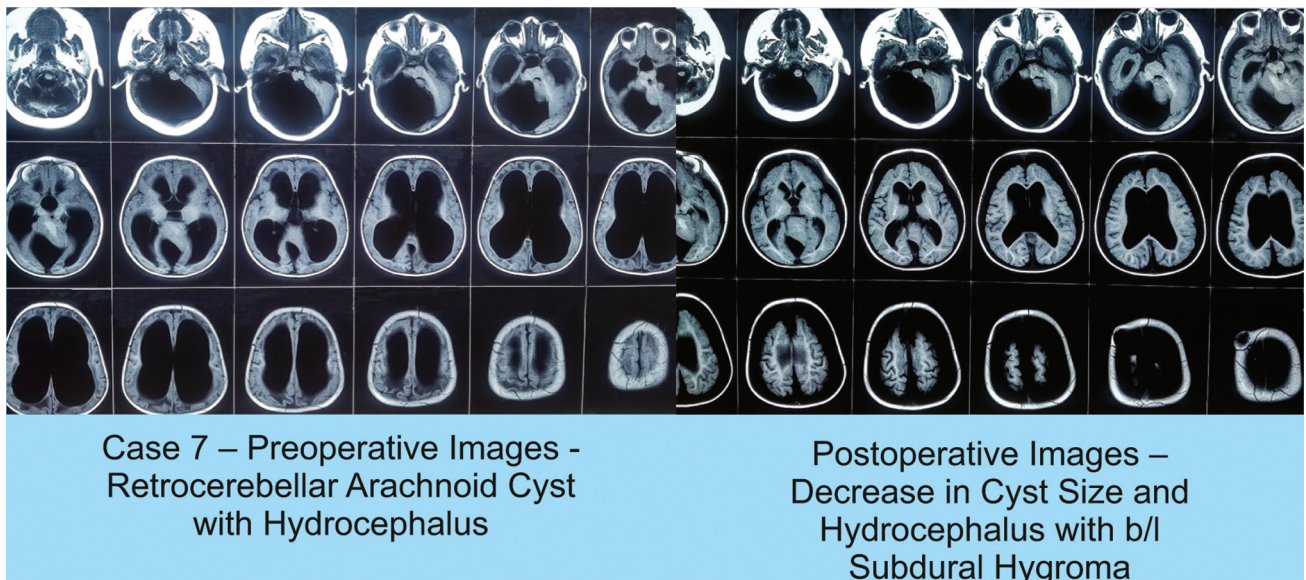 Case 7 – Preoperative Images -
Retrocerebellar Arachnoid Cyst
with Hydrocephalus
Postoperative Images –
Decrease in Cyst Size and
Hydrocephalus with b/l
Subdural Hygroma